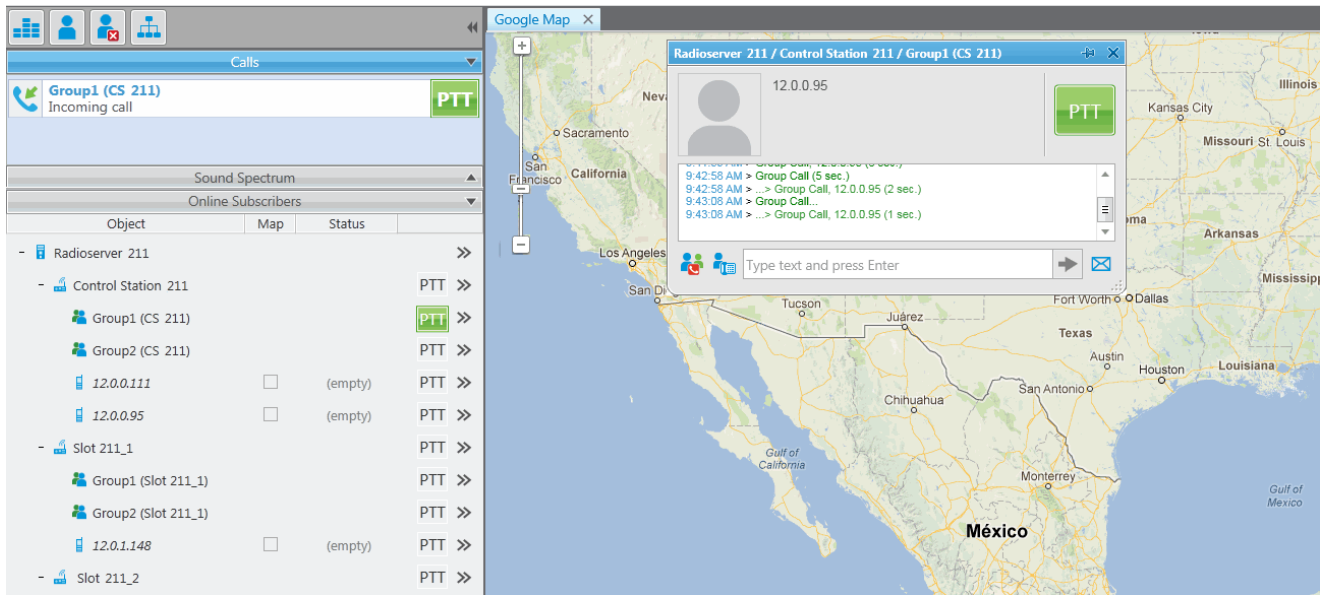 Calls
Group1 (CS 211)
Incoming call
PTT
Sound Spectrum
Online Subscribers
Object Map Status
- Radioserver 211
- Control Station 211 PTT
Group1 (CS 211) PTT
Group2 (CS 211) PTT
12.0.0.111 (empty) PTT
12.0.0.95 (empty) PTT
- Slot 211_1 PTT
Group1 (Slot 211_1) PTT
Group2 (Slot 211_1) PTT
12.0.1.148 (empty) PTT
- Slot 211_2 PTT
Google Map
Radioserver 211 / Control Station 211 / Group1 (CS 211)
12.0.0.95
PTT
9:42:58 AM > Group Call (5 sec.)
9:42:58 AM > ...> Group Call, 12.0.0.95 (2 sec.)
9:43:08 AM > Group Call...
9:43:08 AM > ...> Group Call, 12.0.0.95 (1 sec.)
Type text and press Enter
Neva
Illinois
Kansas City
Sacramento
Missouri
St. Louis
San
Francisco
California
oma
Arkansas
Los Angeles
Mississipp
San Di
Tucson
Fort Worth
Dallas
Juárez
Texas
Austin
Houston
Louisiana
San Antonio
Chihuahua
Gulf of
California
Monterrey
Gulf of
Mexico
México